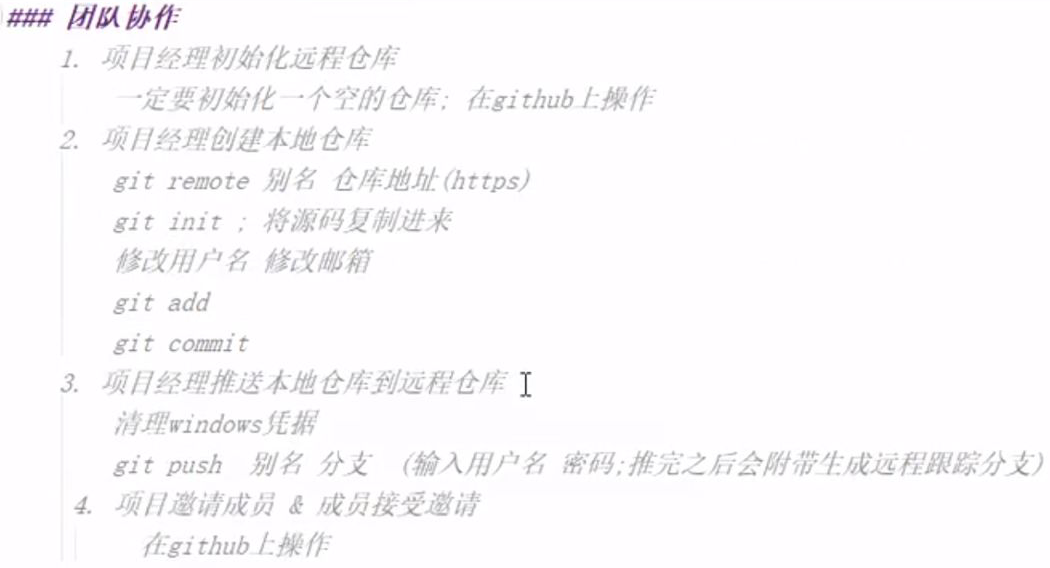 ### 团队协作
1. 项目经理初始化远程仓库
一定要初始化一个空的仓库; 在github上操作
2. 项目经理创建本地仓库
git remote 别名 仓库地址(https)
git init ; 将源码复制进来
修改用户名 修改邮箱
git add
git commit
3. 项目经理推送本地仓库到远程仓库
清理windows凭据
git push 别名 分支 (输入用户名 密码;推完之后会附带生成远程跟踪分支)
4. 项目邀请成员 & 成员接受邀请
在github上操作